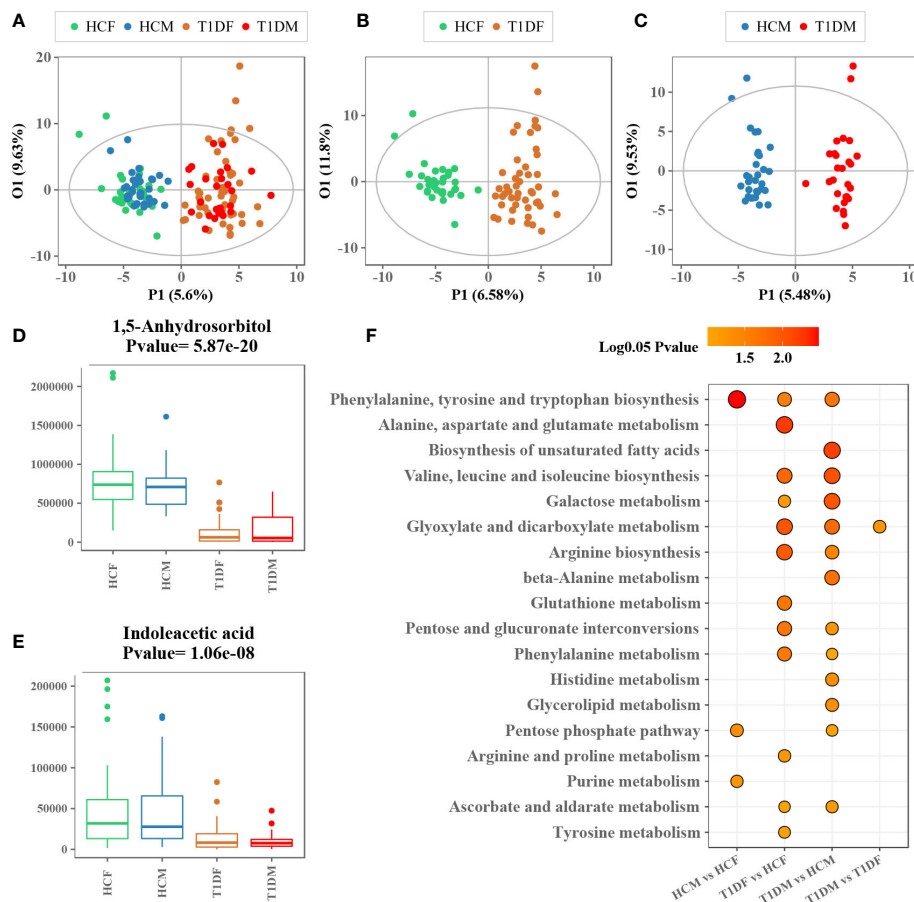 A
HCF HCM T1DF T1DM
B
HCF T1DF
C
HCM T1DM
O1 (9.63%)
20
10
0
-10
-10 -5 0 5 10
P1 (5.6%)
O1 (11.8%)
10
0
-10
-10 -5 0 5 10
P1 (6.58%)
O1 (9.53%)
10
5
0
-5
-10
-10 -5 0 5 10
P1 (5.48%)
D
1,5-Anhydrosorbitol
Pvalue= 5.87e-20
2000000
1500000
1000000
500000
0
HCF
HCM
T1DF
T1DM
E
Indoleacetic acid
Pvalue= 1.06e-08
200000
150000
100000
50000
0
HCF
HCM
T1DF
T1DM
F
Log0.05 Pvalue
1.5 2.0
Phenylalanine, tyrosine and tryptophan biosynthesis
Alanine, aspartate and glutamate metabolism
Biosynthesis of unsaturated fatty acids
Valine, leucine and isoleucine biosynthesis
Galactose metabolism
Glyoxylate and dicarboxylate metabolism
Arginine biosynthesis
beta-Alanine metabolism
Glutathione metabolism
Pentose and glucuronate interconversions
Phenylalanine metabolism
Histidine metabolism
Glycerolipid metabolism
Pentose phosphate pathway
Arginine and proline metabolism
Purine metabolism
Ascorbate and aldarate metabolism
Tyrosine metabolism
HCM vs HCF
T1DF vs HCF
T1DM vs HCM
T1DM vs T1DF